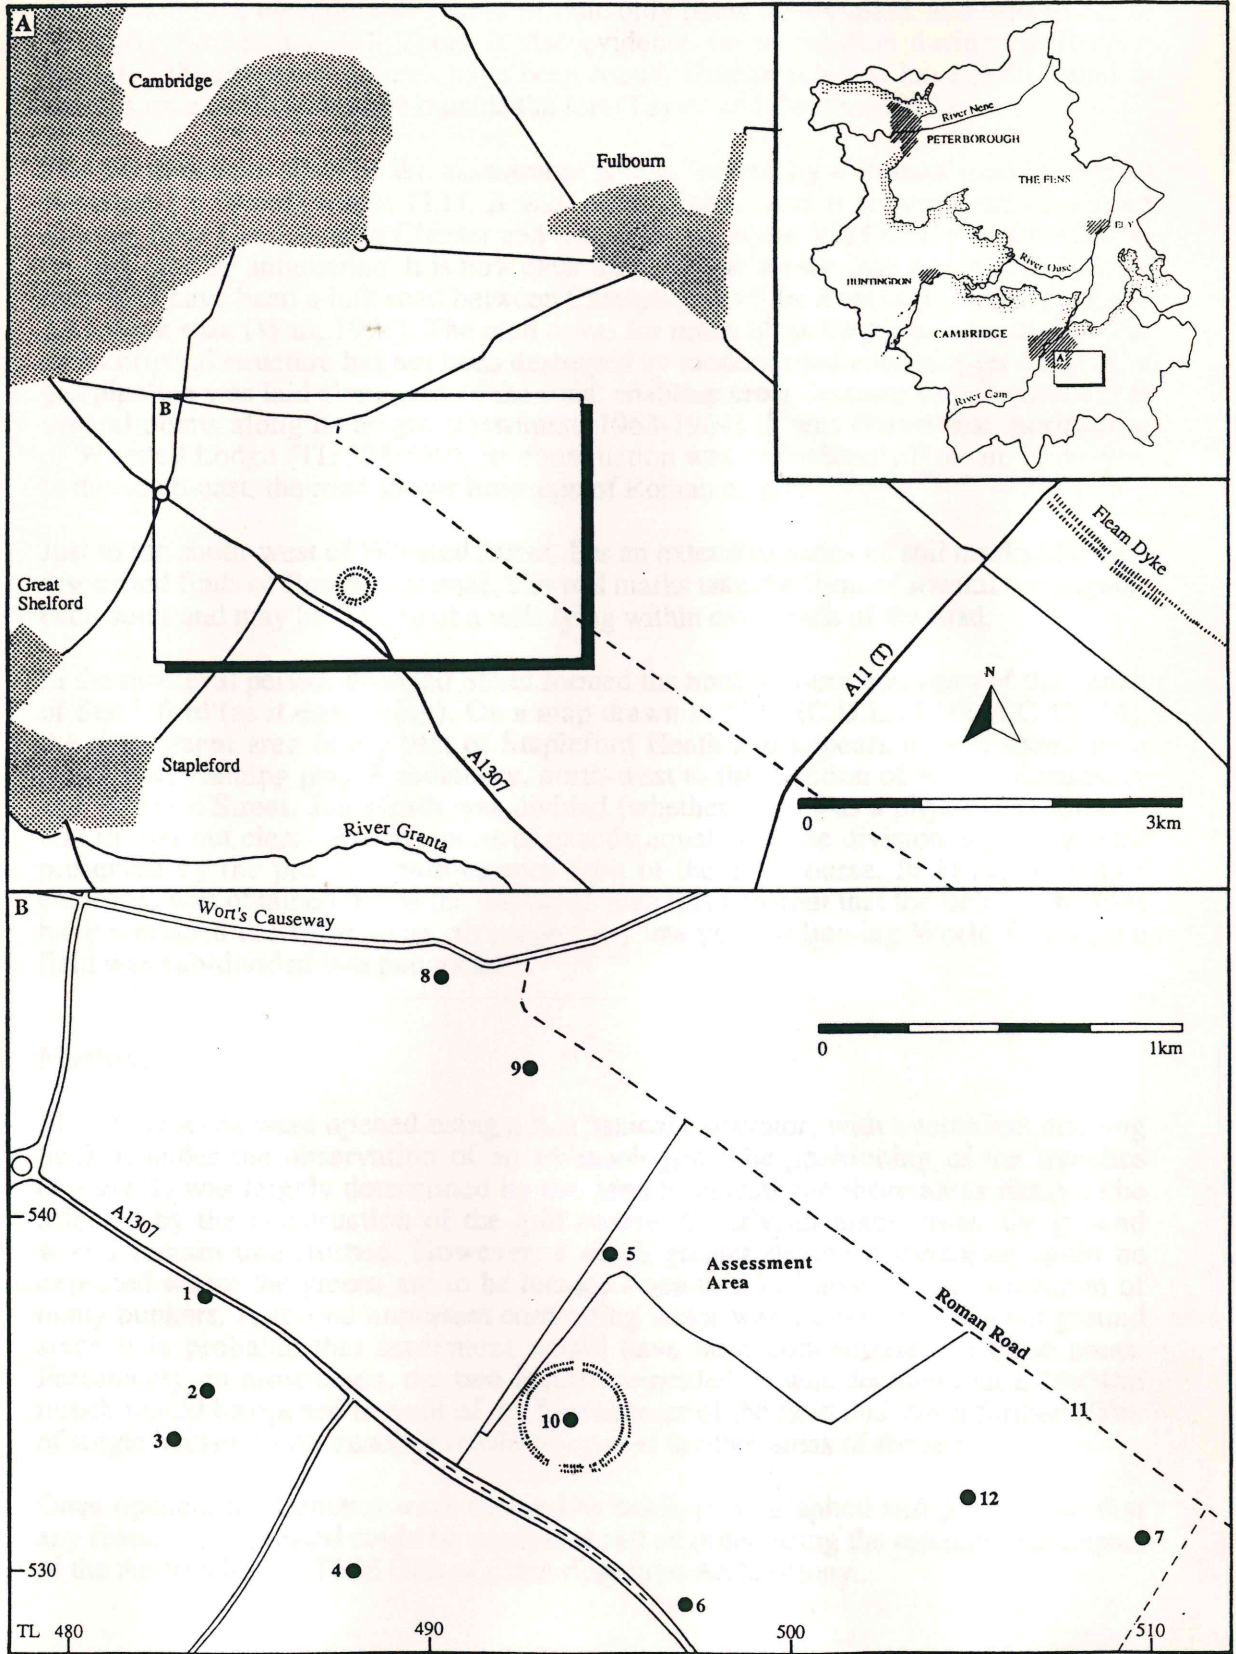 A
Cambridge
Fulbourn
B
Great
Shelford
Stapleford
River Granta
A1307
A11 (T)
Fleam Dyke
N
0
3km
River Nene
PETERBOROUGH
THE FENS
ELY
River Ouse
HUNTINGDON
CAMBRIDGE
A
River Cam
B
Wort's Causeway
8
9
0
1km
540
A1307
1
5
Assessment
Area
Roman Road
2
3
10
11
12
7
4
530
6
TL
480
490
500
510